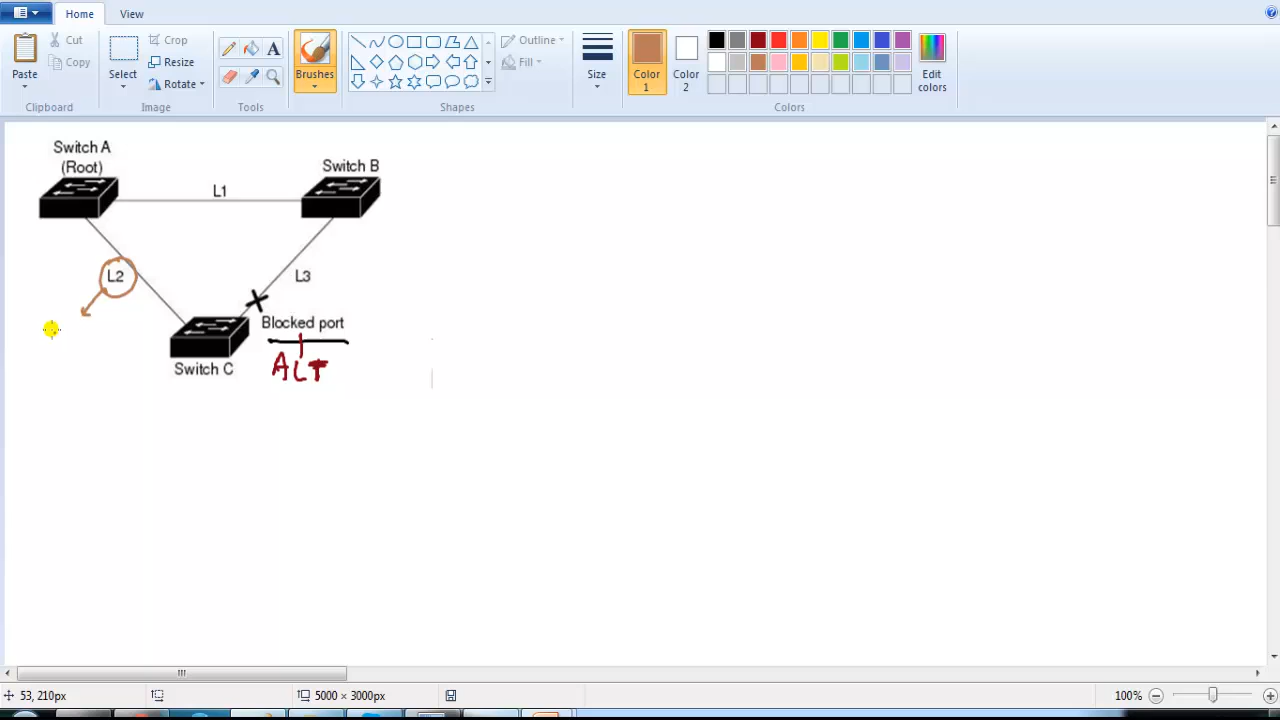 Home
View
Paste
Cut
Copy
Clipboard
Select
Crop
Resize
Rotate
Image
A
Tools
Brushes
Outline
Fill
Shapes
Size
Color
1
Color
2
Edit
colors
Colors
Switch A
(Root)
Switch B
L1
L2
L3
Blocked port
ALT
Switch C
53, 210px
5000 × 3000px
100%